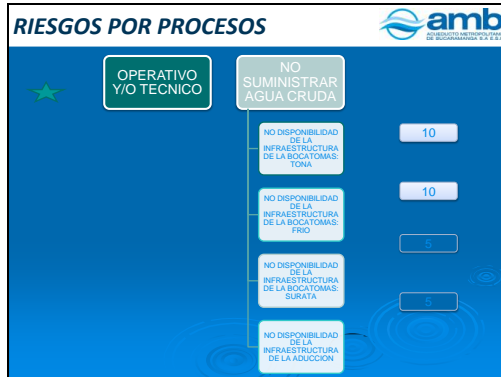 RIESGOS POR PROCESOS
amb
ACUEDUCTO METROPOLITANO
DE BUCARAMANGA S.A E.S.P
OPERATIVO
Y/O TECNICO
NO
SUMINISTRAR
AGUA CRUDA
NO DISPONIBILIDAD
DE LA
INFRAESTRUCTURA
DE LA BOCATOMAS:
TONA
10
NO DISPONIBILIDAD
DE LA
INFRAESTRUCTURA
DE LA BOCATOMAS:
FRIO
10
5
NO DISPONIBILIDAD
DE LA
INFRAESTRUCTURA
DE LA BOCATOMAS:
SURATA
5
NO DISPONIBILIDAD
DE LA
INFRAESTRUCTURA
DE LA ADUCCION